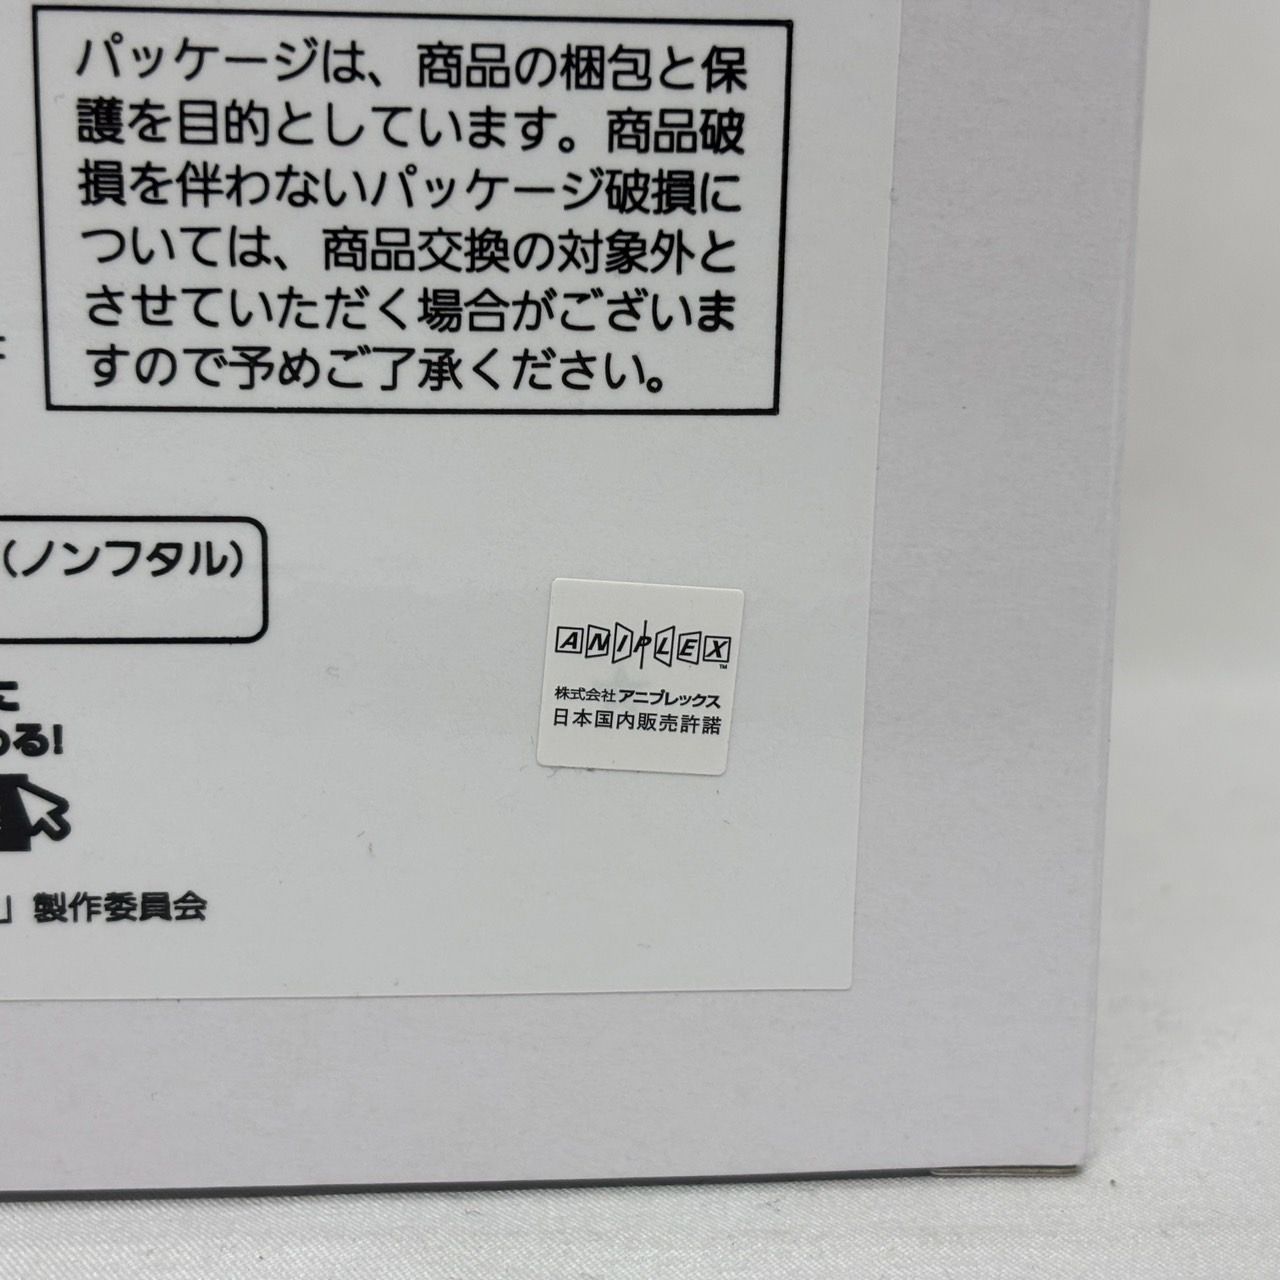 パッケージは、商品の梱包と保
護を目的としています。商品破
損を伴わないパッケージ破損に
ついては、商品交換の対象外と
させていただく場合がございま
すので予めご了承ください。
(ノンフタル)
ANIPLEX™
株式会社アニプレックス
日本国内販売許諾
に
める!
」製作委員会